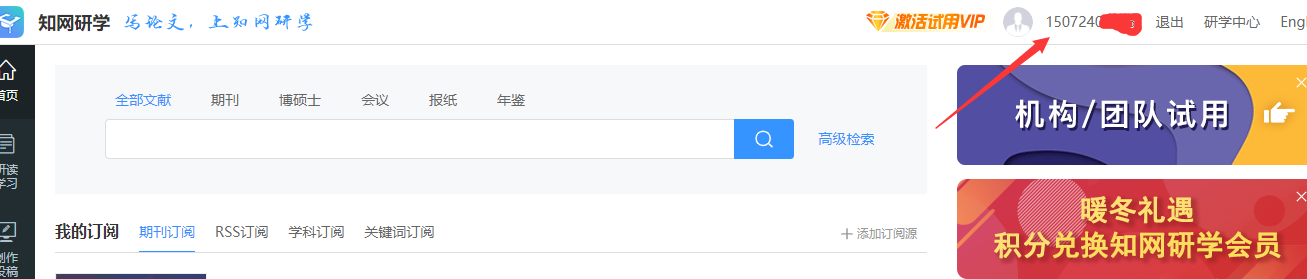 知网研学 写论文，上知网研学
激活试用VIP
1507240
退出
研学中心
Engl
首页
研读
学习
创作
投稿
全部文献 期刊 博硕士 会议 报纸 年鉴
高级检索
我的订阅 期刊订阅 RSS订阅 学科订阅 关键词订阅
+ 添加订阅源
机构/团队试用
暖冬礼遇
积分兑换知网研学会员